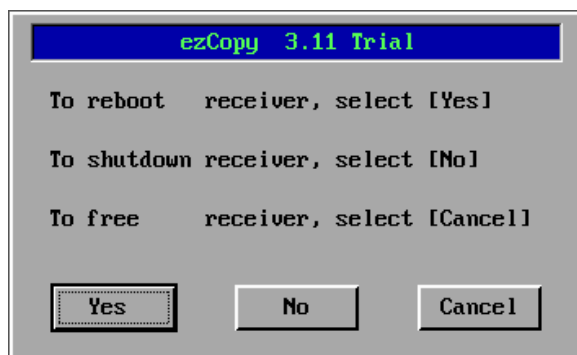 ezCopy 3.11 Trial
To reboot receiver, select [Yes]
To shutdown receiver, select [No]
To free receiver, select [Cancel]
Yes No Cancel